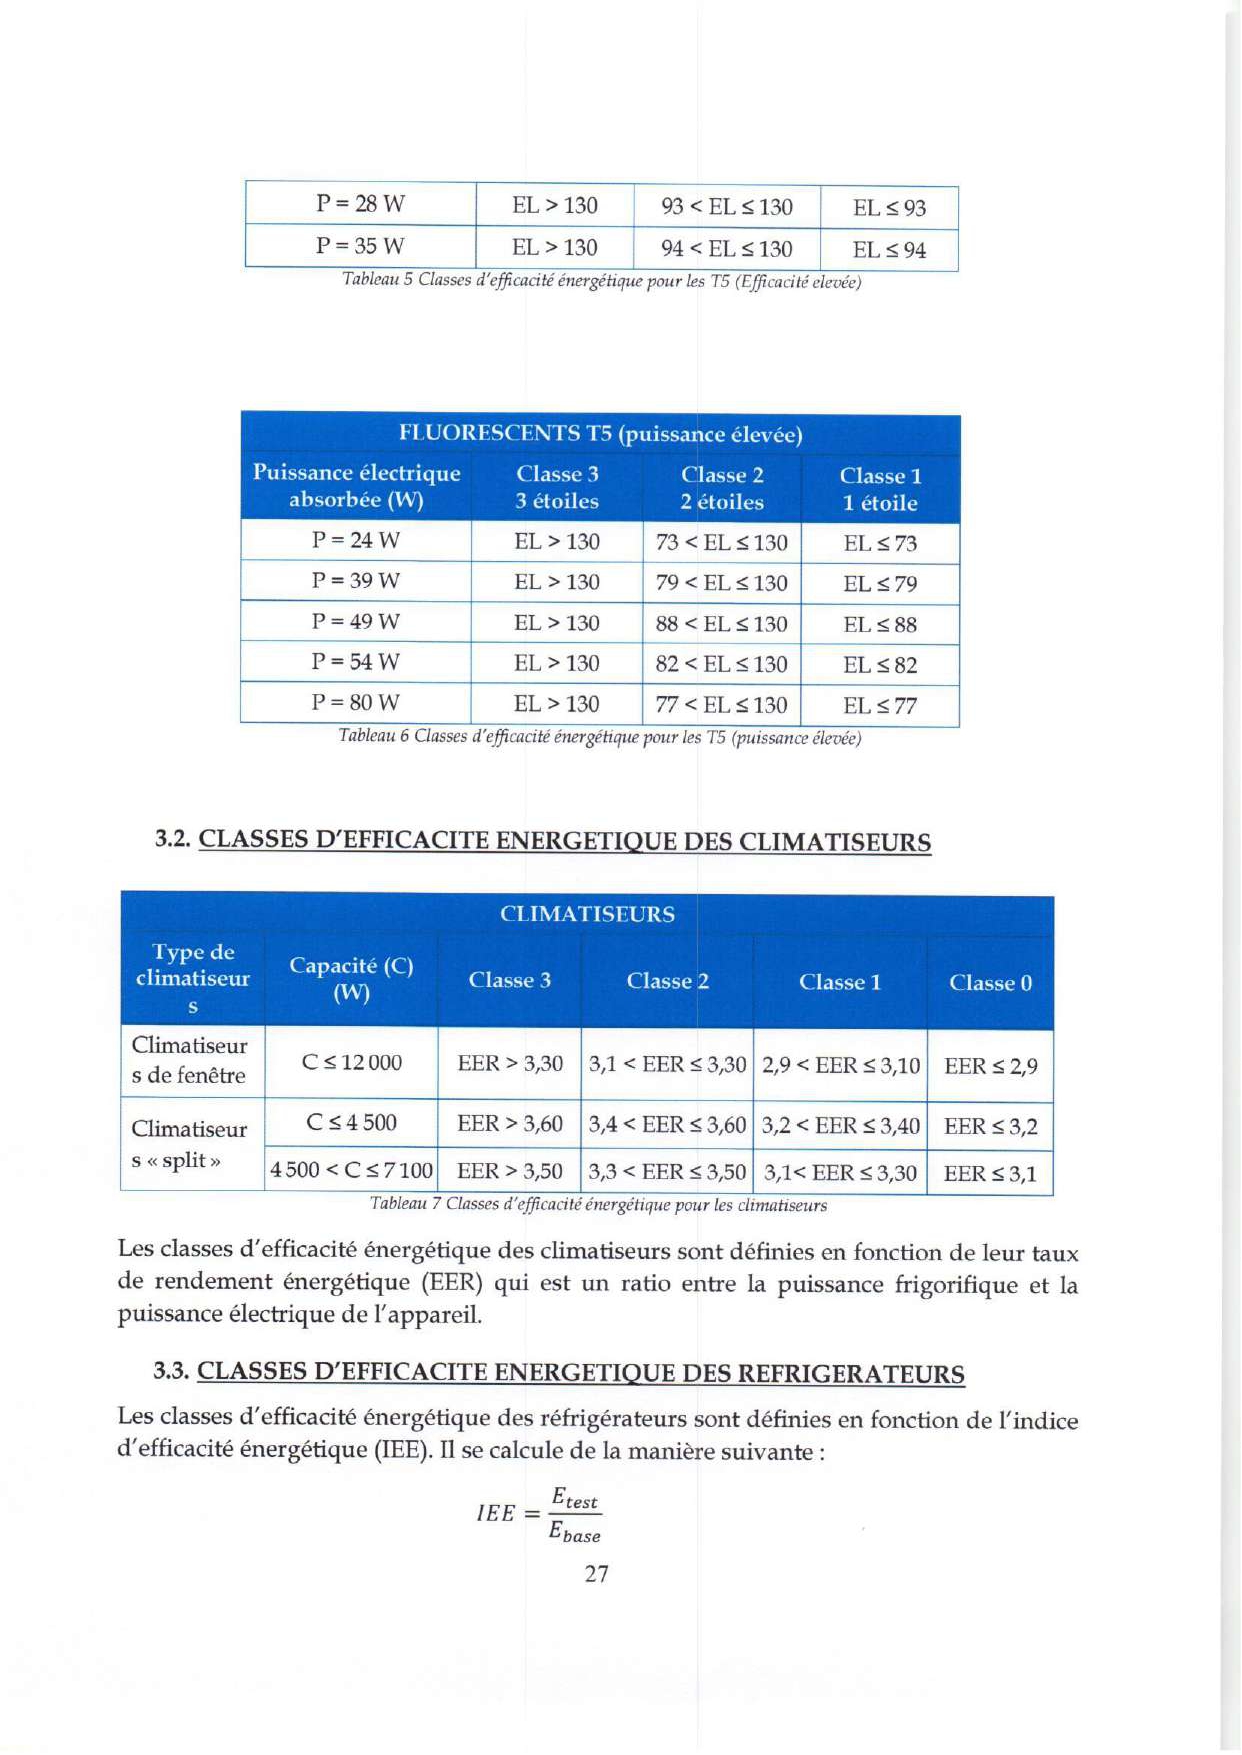 P = 28 W EL > 130 93 < EL ≤ 130 EL ≤ 93
P = 35 W EL > 130 94 < EL ≤ 130 EL ≤ 94
Tableau 5 Classes d'efficacité énergétique pour les T5 (Efficacité elevée)
FLUORESCENTS T5 (puissance élevée)
Puissance électrique Classe 3 Classe 2 Classe 1
absorbée (W) 3 étoiles 2 étoiles 1 étoile
P = 24 W EL > 130 73 < EL ≤ 130 EL ≤ 73
P = 39 W EL > 130 79 < EL ≤ 130 EL ≤ 79
P = 49 W EL > 130 88 < EL ≤ 130 EL ≤ 88
P = 54 W EL > 130 82 < EL ≤ 130 EL ≤ 82
P = 80 W EL > 130 77 < EL ≤ 130 EL ≤ 77
Tableau 6 Classes d'efficacité énergétique pour les T5 (puissance élevée)
3.2. CLASSES D'EFFICACITE ENERGETIQUE DES CLIMATISEURS
CLIMATISEURS
Type de
climatiseur
s
Capacité (C)
(W)
Classe 3 Classe 2 Classe 1 Classe 0
Climatiseur
s de fenêtre
C ≤ 12 000 EER > 3,30 3,1 < EER ≤ 3,30 2,9 < EER ≤ 3,10 EER ≤ 2,9
Climatiseur
s « split »
C ≤ 4 500 EER > 3,60 3,4 < EER ≤ 3,60 3,2 < EER ≤ 3,40 EER ≤ 3,2
4 500 < C ≤ 7 100 EER > 3,50 3,3 < EER ≤ 3,50 3,1< EER ≤ 3,30 EER ≤ 3,1
Tableau 7 Classes d'efficacité énergétique pour les climatiseurs
Les classes d'efficacité énergétique des climatiseurs sont définies en fonction de leur taux
de rendement énergétique (EER) qui est un ratio entre la puissance frigorifique et la
puissance électrique de l'appareil.
3.3. CLASSES D'EFFICACITE ENERGETIQUE DES REFRIGERATEURS
Les classes d'efficacité énergétique des réfrigérateurs sont définies en fonction de l'indice
d'efficacité énergétique (IEE). Il se calcule de la manière suivante :
IEE = E_test / E_base
27